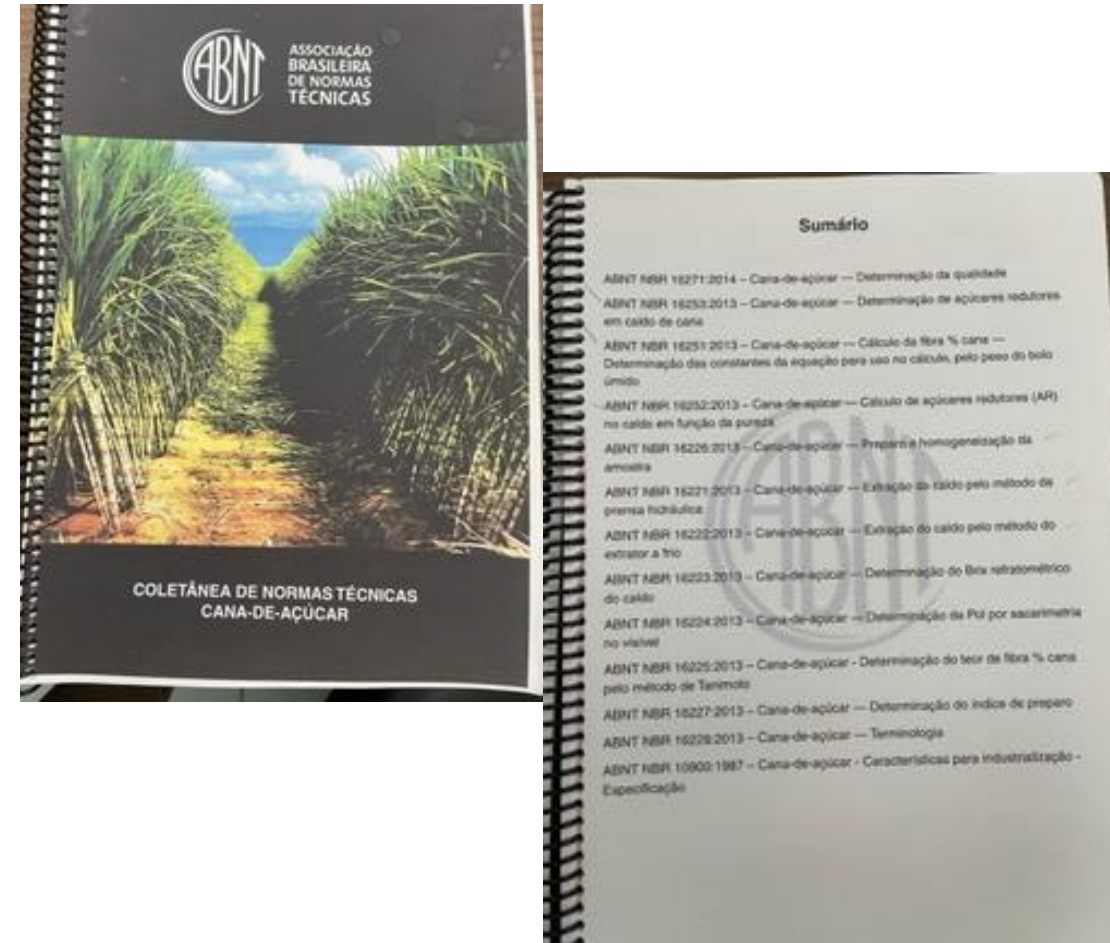 ABNT
ASSOCIAÇÃO
BRASILEIRA
DE NORMAS
TÉCNICAS
COLETÂNEA DE NORMAS TÉCNICAS
CANA-DE-AÇÚCAR
Sumário
ABNT NBR 16271:2014 – Cana-de-açúcar — Determinação da qualidade
ABNT NBR 16253:2013 – Cana-de-açúcar — Determinação de açúcares redutores
em caldo de cana
ABNT NBR 16251:2013 – Cana-de-açúcar — Cálculo da fibra % cana —
Determinação das constantes da equação para uso no cálculo, pelo peso do bolo
úmido
ABNT NBR 16252:2013 – Cana-de-açúcar — Cálculo de açúcares redutores (AR)
no caldo em função da pureza
ABNT NBR 16226:2013 – Cana-de-açúcar — Preparo e homogeneização da
amostra
ABNT NBR 16221:2013 – Cana-de-açúcar — Extração do caldo pelo método de
prensa hidráulica
ABNT NBR 16222:2013 – Cana-de-açúcar — Extração do caldo pelo método do
extrator a frio
ABNT NBR 16223:2013 – Cana-de-açúcar — Determinação do Brix refratométrico
do caldo
ABNT NBR 16224:2013 – Cana-de-açúcar — Determinação da Pol por sacarimetria
no visível
ABNT NBR 16225:2013 – Cana-de-açúcar - Determinação do teor de fibra % cana
pelo método de Tanimoto
ABNT NBR 16227:2013 – Cana-de-açúcar — Determinação do índice de preparo
ABNT NBR 16228:2013 – Cana-de-açúcar — Terminologia
ABNT NBR 10900:1987 – Cana-de-açúcar - Características para industrialização -
Especificação
ABNT